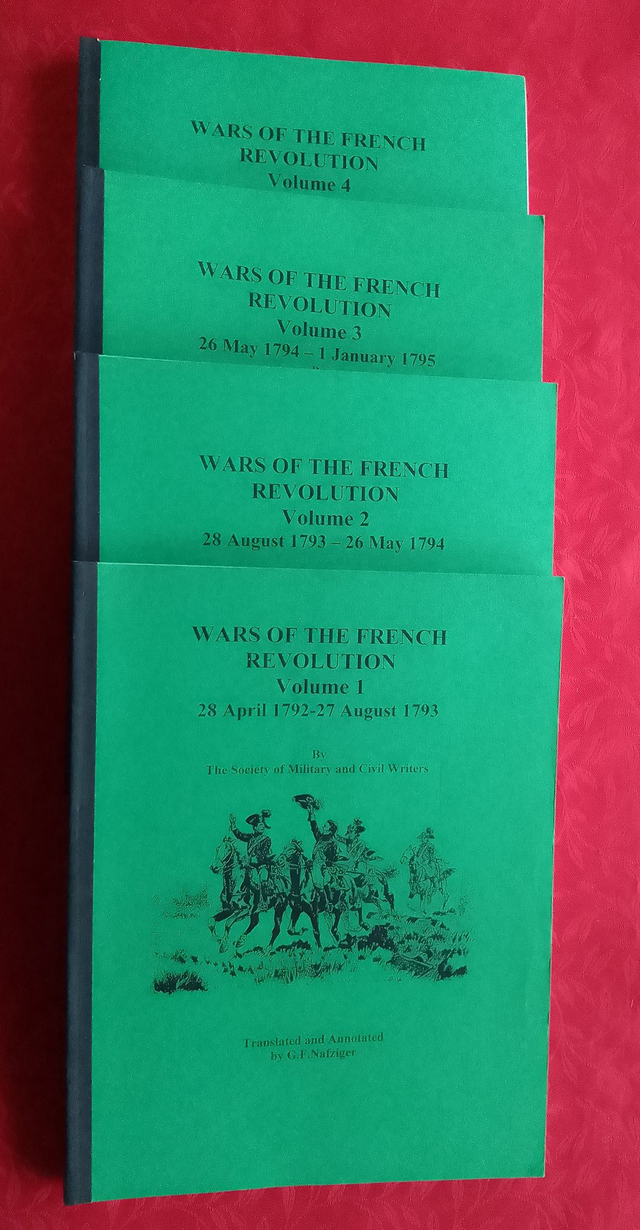 WARS OF THE FRENCH
REVOLUTION
Volume 4
WARS OF THE FRENCH
REVOLUTION
Volume 3
26 May 1794 – 1 January 1795
WARS OF THE FRENCH
REVOLUTION
Volume 2
28 August 1793 – 26 May 1794
WARS OF THE FRENCH
REVOLUTION
Volume 1
28 April 1792-27 August 1793
By
The Society of Military and Civil Writers
Translated and Annotated
by G.F.Nafziger